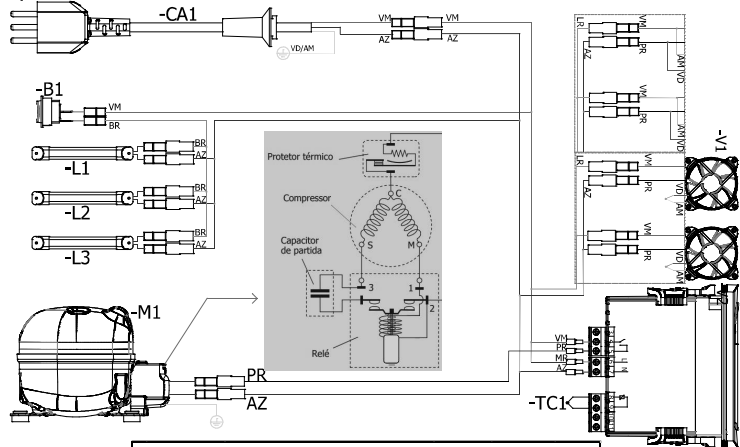 -CA1
VM
VM
AZ
AZ
VD/AM
-B1
VM
BR
BR
AZ
-L1
BR
AZ
-L2
BR
AZ
-L3
Protetor térmico
C
Compressor
S
M
Capacitor
de partida
3
1
2
Relé
-M1
PR
AZ
LR
VM
PR
AZ
AM
VD
VM
PR
AM
VD
-V1
LR
VM
PR
AZ
VD
AM
VM
PR
VD
AM
VM
PR
MR
AZ
-TC1